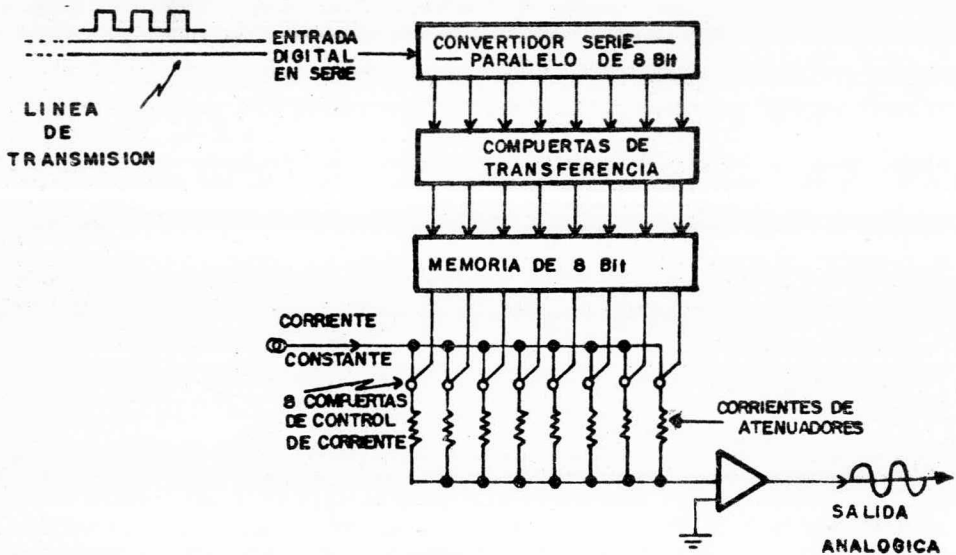 ENTRADA
DIGITAL
EN SERIE
CONVERTIDOR SERIE—
— PARALELO DE 8 Bit
LINEA
DE
TRANSMISION
COMPUERTAS DE
TRANSFERENCIA
MEMORIA DE 8 Bit
CORRIENTE
CONSTANTE
8 COMPUERTAS
DE CONTROL
DE CORRIENTE
CORRIENTES DE
ATENUADORES
SALIDA
ANALOGICA